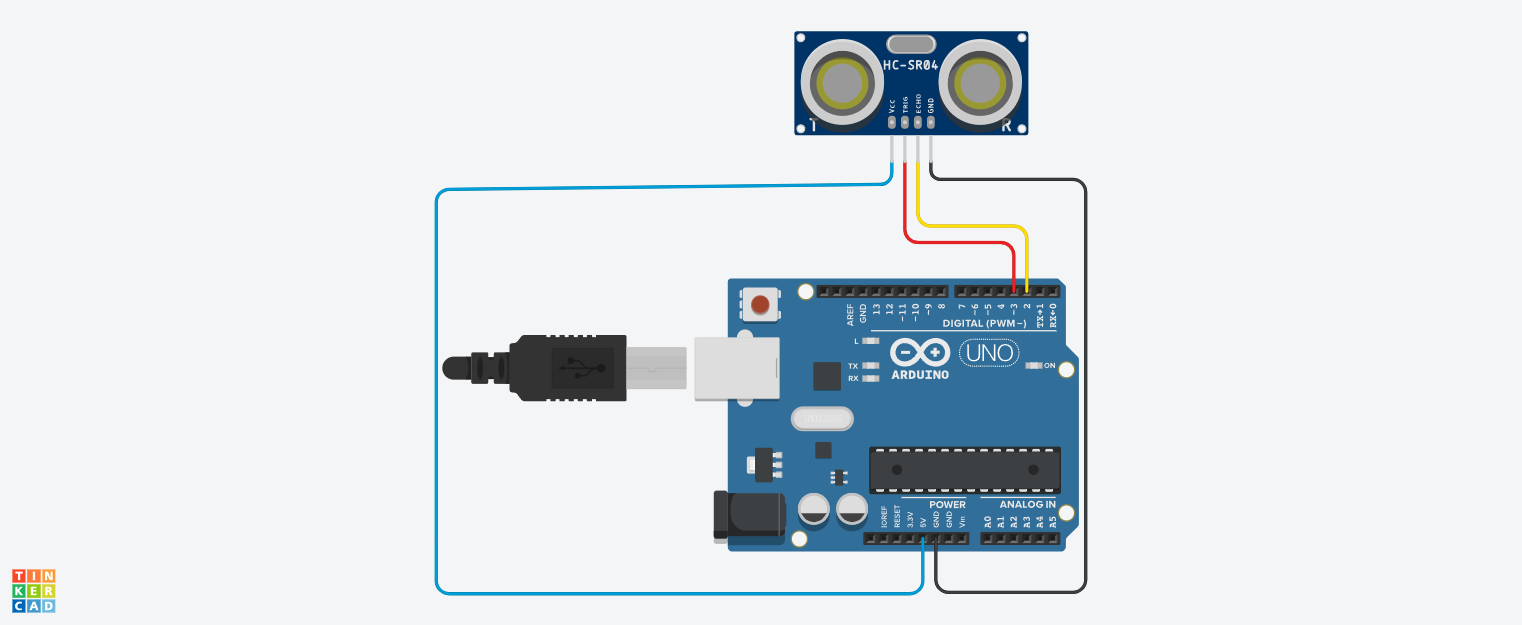 HC-SR04
VCC
TRIG
ECHO
GND
T
R
AREF
GND
13
12
~11
~10
~9
8
7
~6
~5
4
~3
2
TX→1
RX←0
DIGITAL (PWM~)
L
TX
RX
ARDUINO
UNO
ON
POWER
ANALOG IN
IOREF
RESET
3.3V
5V
GND
GND
Vin
A0
A1
A2
A3
A4
A5
TIN
KER
CAD